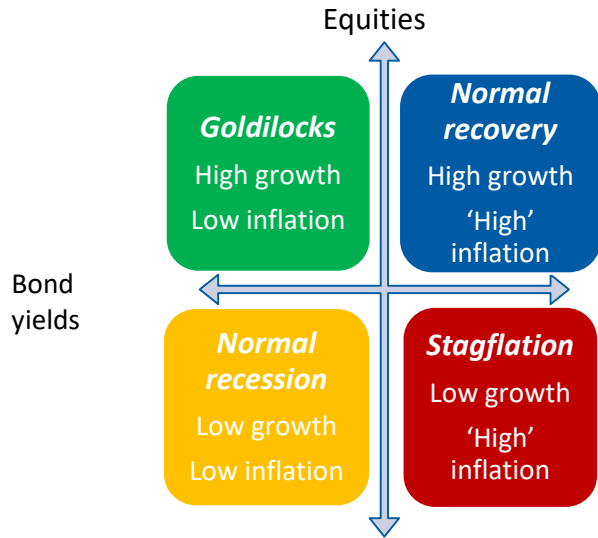 Equities
Goldilocks
High growth
Low inflation
Normal
recovery
High growth
‘High’
inflation
Bond
yields
Normal
recession
Low growth
Low inflation
Stagflation
Low growth
‘High’
inflation